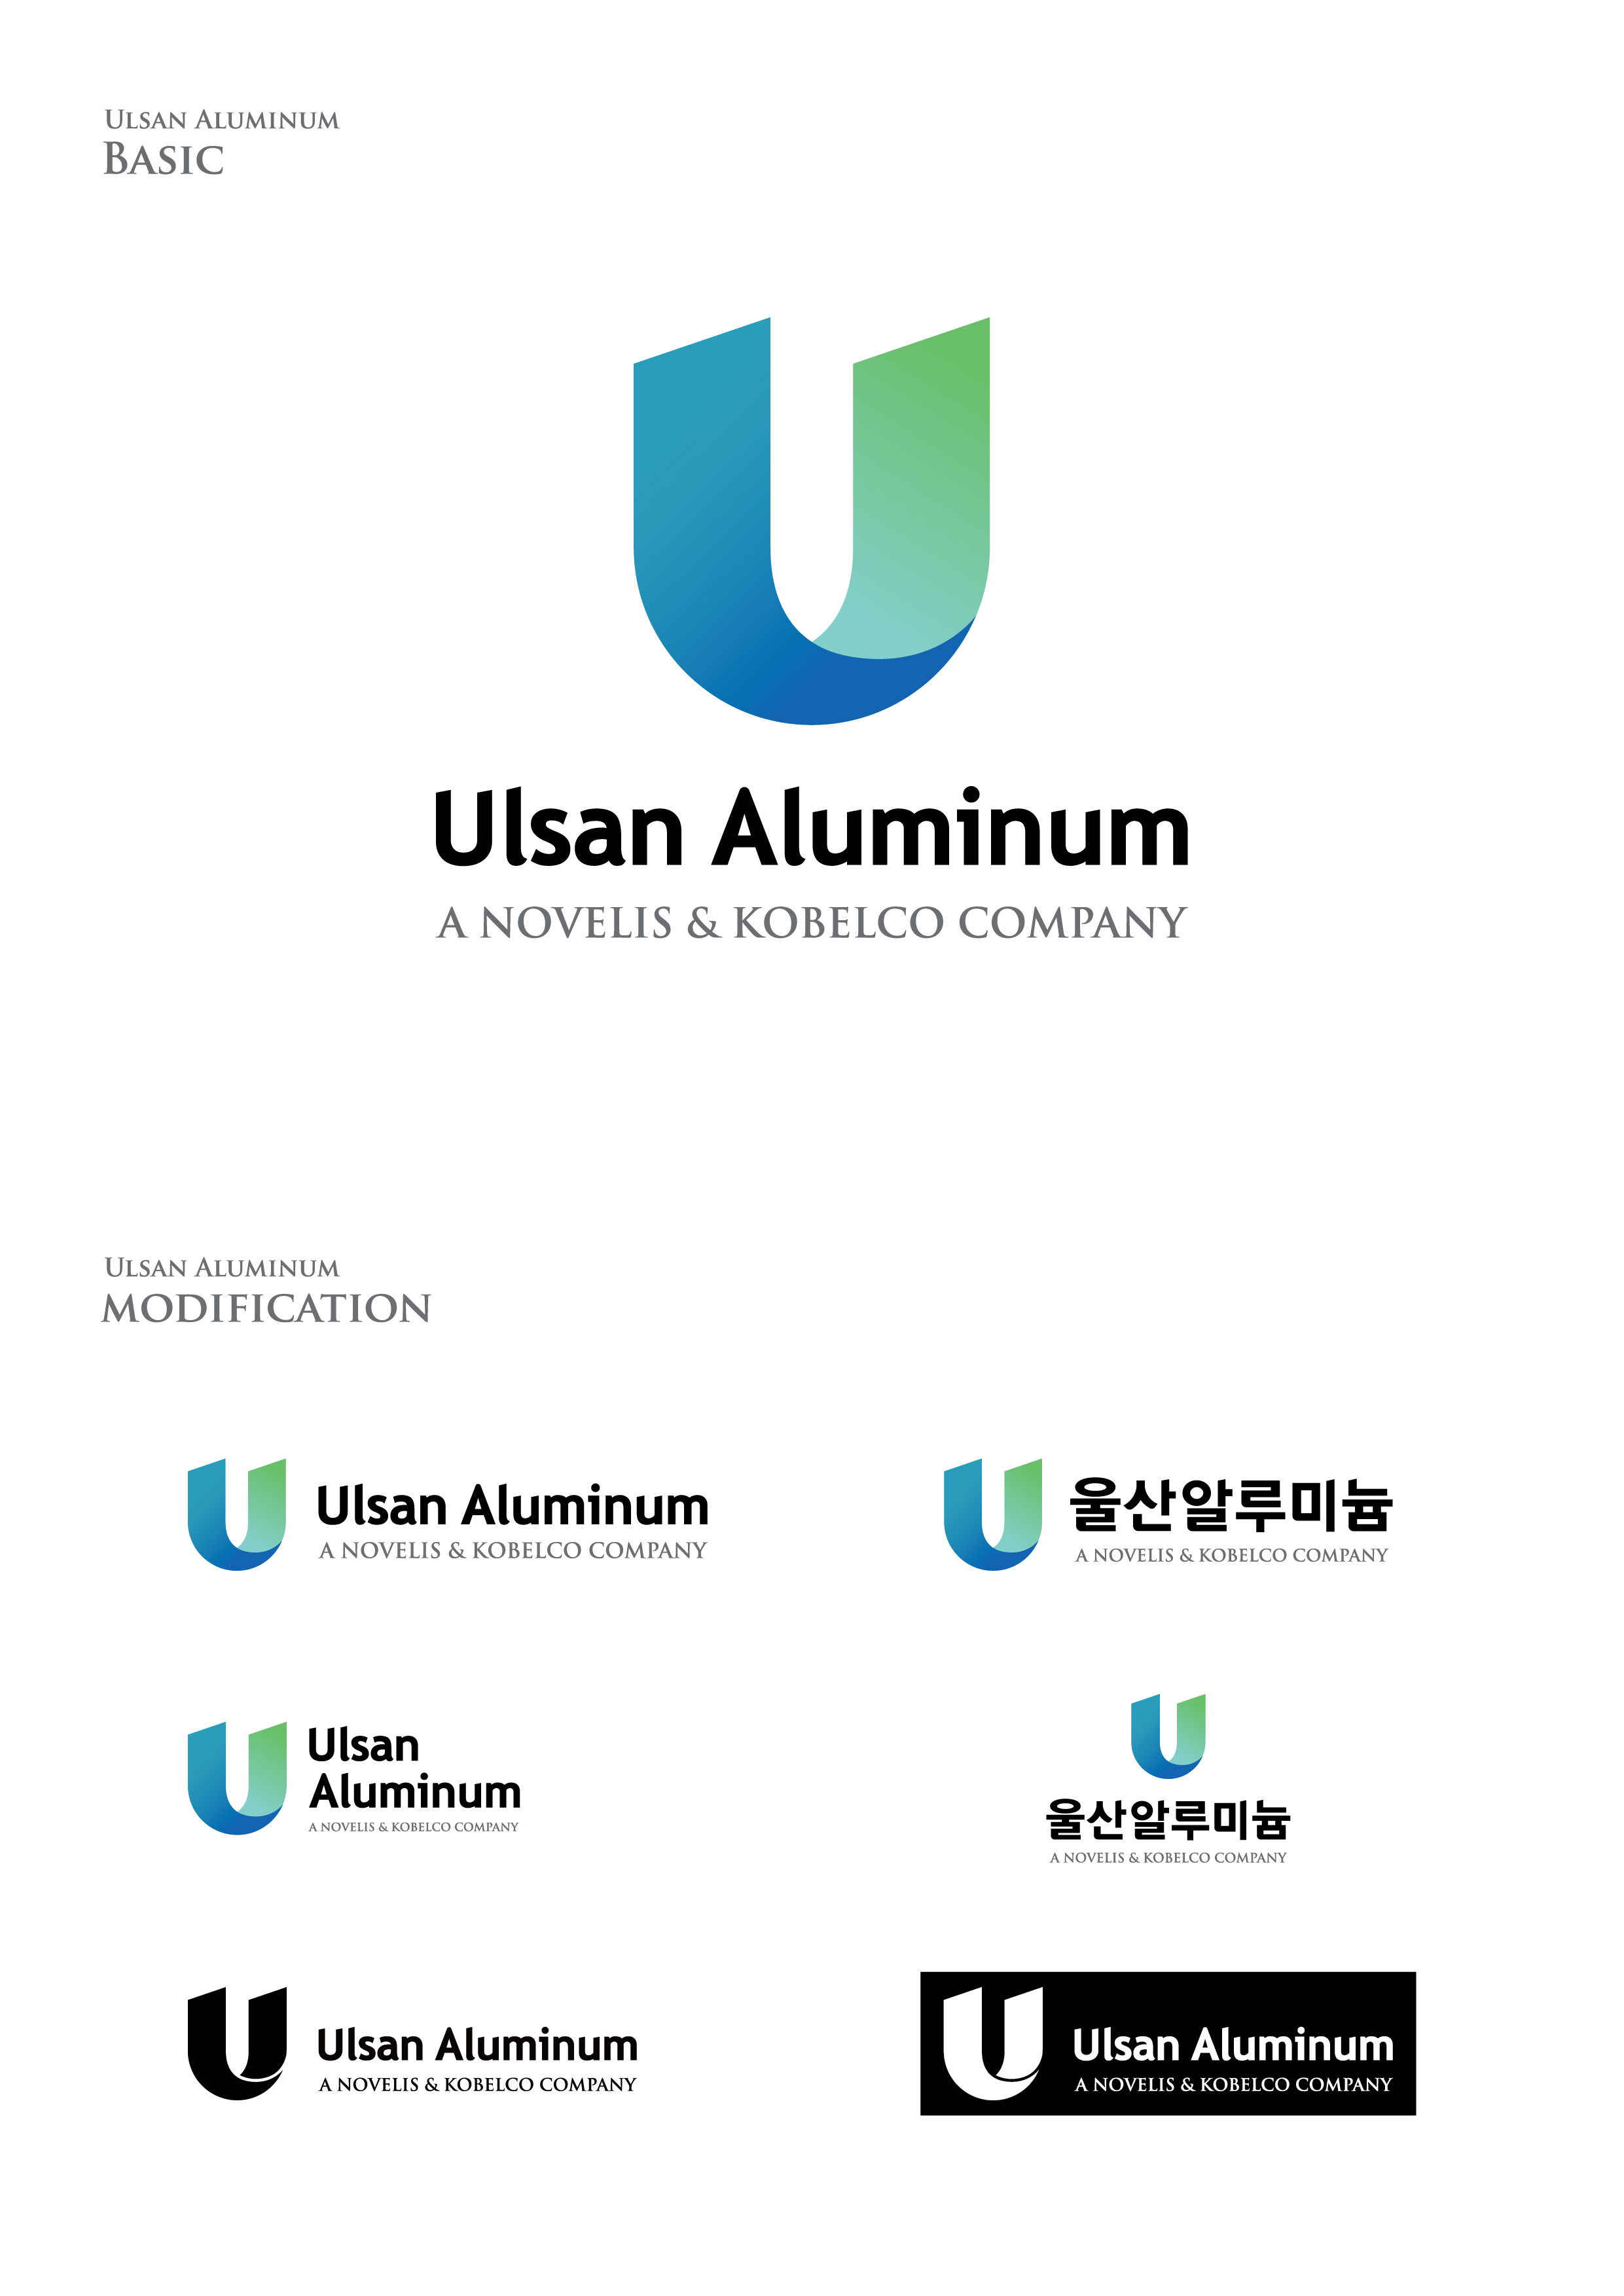 ULSAN ALUMINUM
BASIC
Ulsan Aluminum
A NOVELIS & KOBELCO COMPANY
ULSAN ALUMINUM
MODIFICATION
Ulsan Aluminum
A NOVELIS & KOBELCO COMPANY
울산알루미늄
A NOVELIS & KOBELCO COMPANY
Ulsan
Aluminum
A NOVELIS & KOBELCO COMPANY
울산알루미늄
A NOVELIS & KOBELCO COMPANY
Ulsan Aluminum
A NOVELIS & KOBELCO COMPANY
Ulsan Aluminum
A NOVELIS & KOBELCO COMPANY